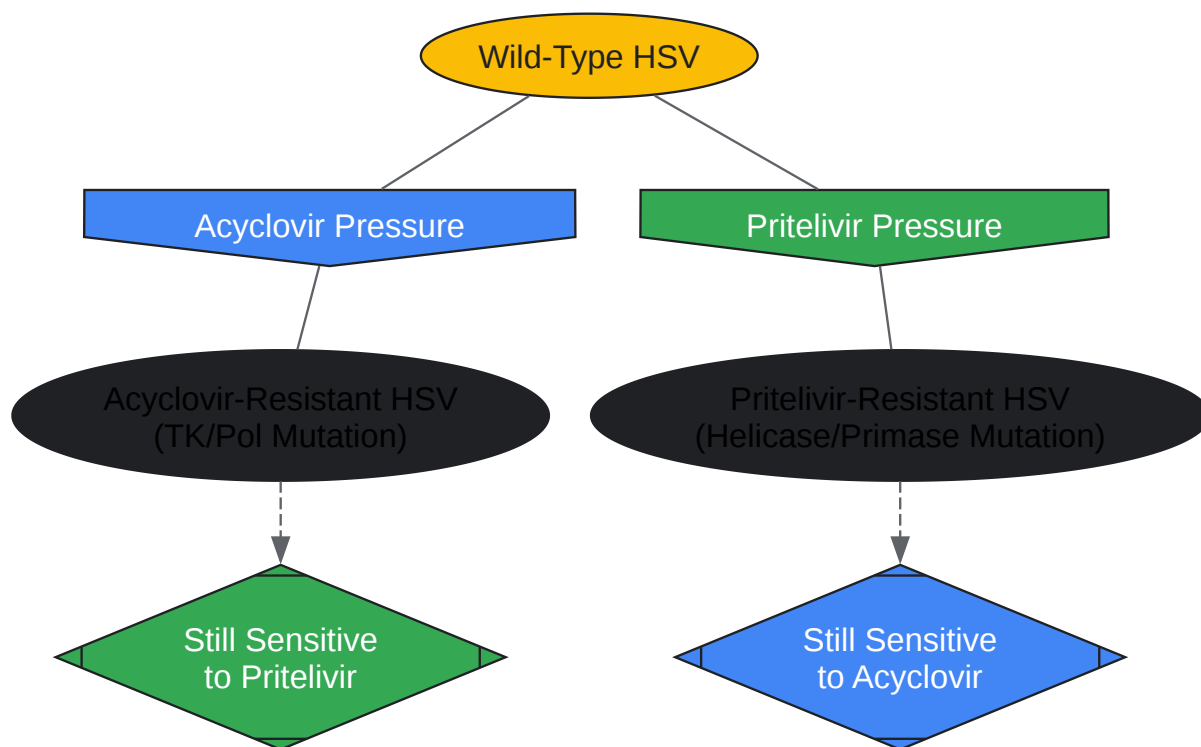 Wild-Type HSV
Acyclovir Pressure
Pritelivir Pressure
Acyclovir-Resistant HSV
(TK/Pol Mutation)
Pritelivir-Resistant HSV
(Helicase/Primase Mutation)
Still Sensitive
to Pritelivir
Still Sensitive
to Acyclovir